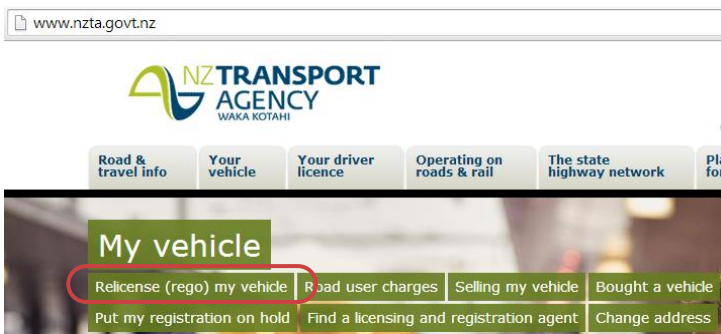 www.nzta.govt.nz
NZ TRANSPORT
AGENCY
WAKA KOTAHI
Road &
travel info
Your
vehicle
Your driver
licence
Operating on
roads & rail
The state
highway network
My vehicle
Relicense (rego) my vehicle
Road user charges
Selling my vehicle
Bought a vehicle
Put my registration on hold
Find a licensing and registration agent
Change address